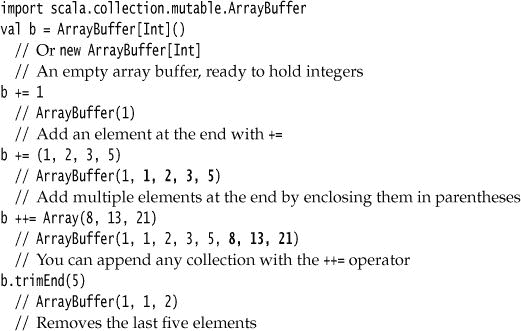 import scala.collection.mutable.ArrayBuffer
val b = ArrayBuffer[Int]()
// Or new ArrayBuffer[Int]
// An empty array buffer, ready to hold integers
b += 1
// ArrayBuffer(1)
// Add an element at the end with +=
b += (1, 2, 3, 5)
// ArrayBuffer(1, 1, 2, 3, 5)
// Add multiple elements at the end by enclosing them in parentheses
b ++= Array(8, 13, 21)
// ArrayBuffer(1, 1, 2, 3, 5, 8, 13, 21)
// You can append any collection with the ++= operator
b.trimEnd(5)
// ArrayBuffer(1, 1, 2)
// Removes the last five elements